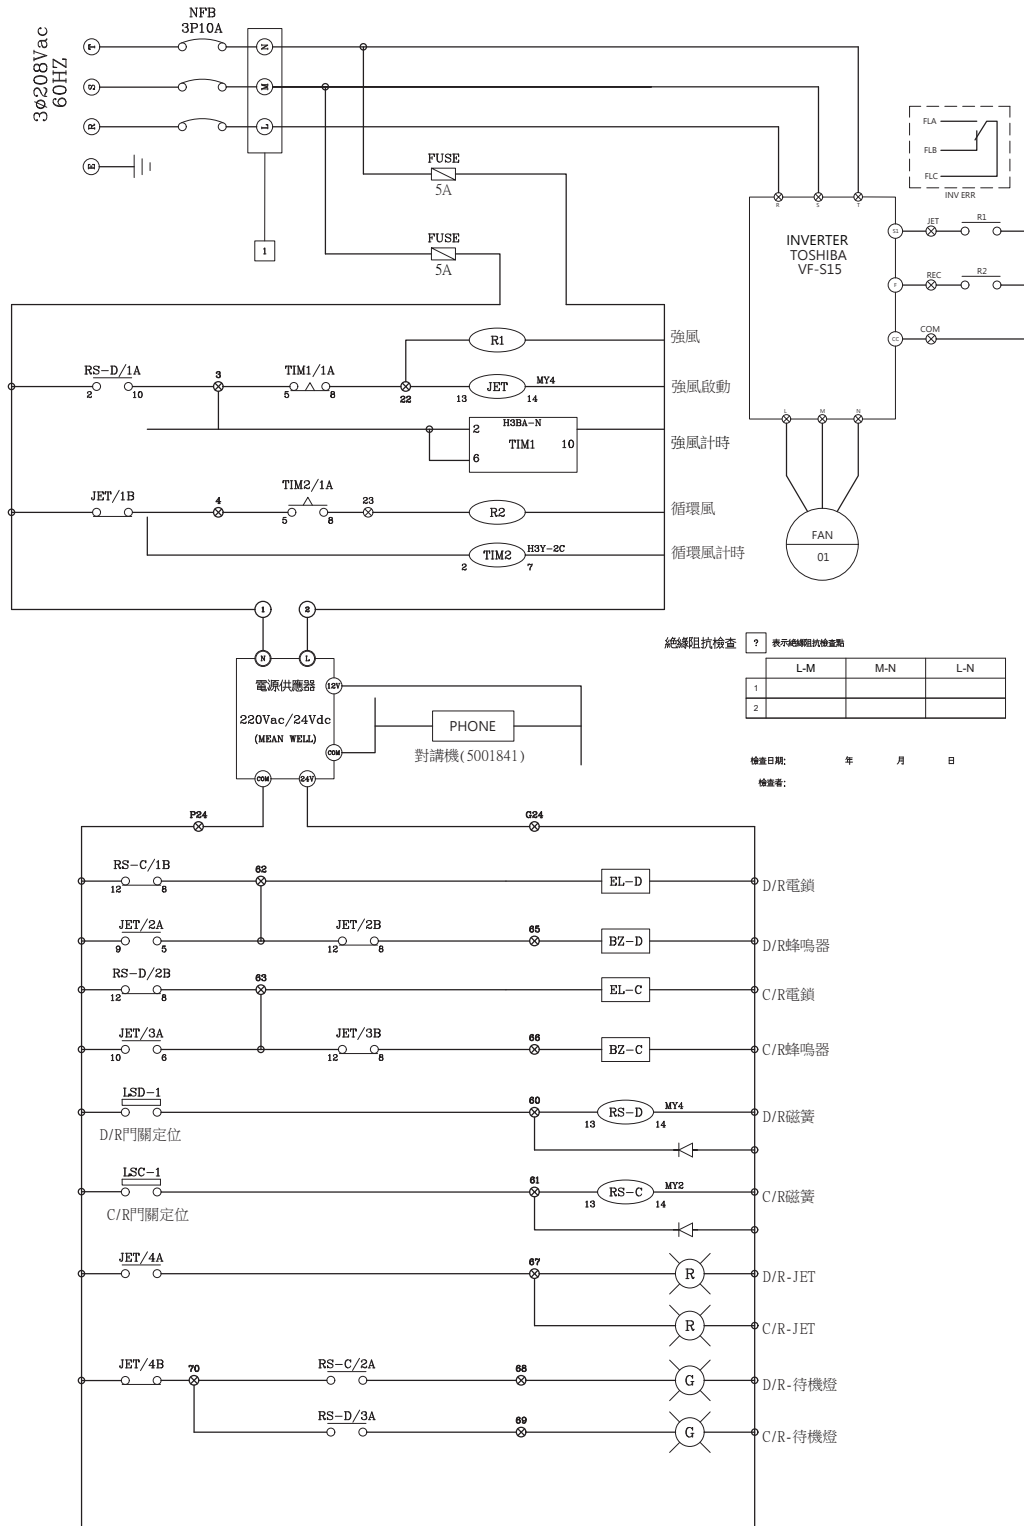 NFB
3P10A
3ø208Vac
60HZ
T
S
R
E
N
M
L
1
FUSE
5A
FUSE
5A
FLA
FLB
FLC
INV ERR
R
S
T
INVERTER
TOSHIBA
VF-S15
S1
JET
R1
F
REC
R2
CC
COM
L
M
N
FAN
01
R1
強風
RS-D/1A
2
10
3
TIM1/1A
5
8
22
JET
MY4
13
14
強風啟動
H3BA-N
2
TIM1
10
6
強風計時
JET/1B
4
TIM2/1A
5
8
23
R2
循環風
TIM2
H3Y-2C
2
7
循環風計時
1
2
N
L
電源供應器
12V
220Vac/24Vdc
(MEAN WELL)
COM
COM
24V
PHONE
對講機(5001841)
絕緣阻抗檢查
?
表示絕緣阻抗檢查點
L-M
M-N
L-N
1
2
檢查日期:
年
月
日
檢查者:
P24
G24
RS-C/1B
12
8
62
EL-D
D/R電鎖
JET/2A
9
5
JET/2B
12
8
65
BZ-D
D/R蜂鳴器
RS-D/2B
12
8
63
EL-C
C/R電鎖
JET/3A
10
6
JET/3B
12
8
66
BZ-C
C/R蜂鳴器
LSD-1
D/R門關定位
60
RS-D
MY4
13
14
D/R磁簧
LSC-1
C/R門關定位
61
RS-C
MY2
13
14
C/R磁簧
JET/4A
67
R
D/R-JET
R
C/R-JET
JET/4B
70
RS-C/2A
68
G
D/R-待機燈
RS-D/3A
69
G
C/R-待機燈